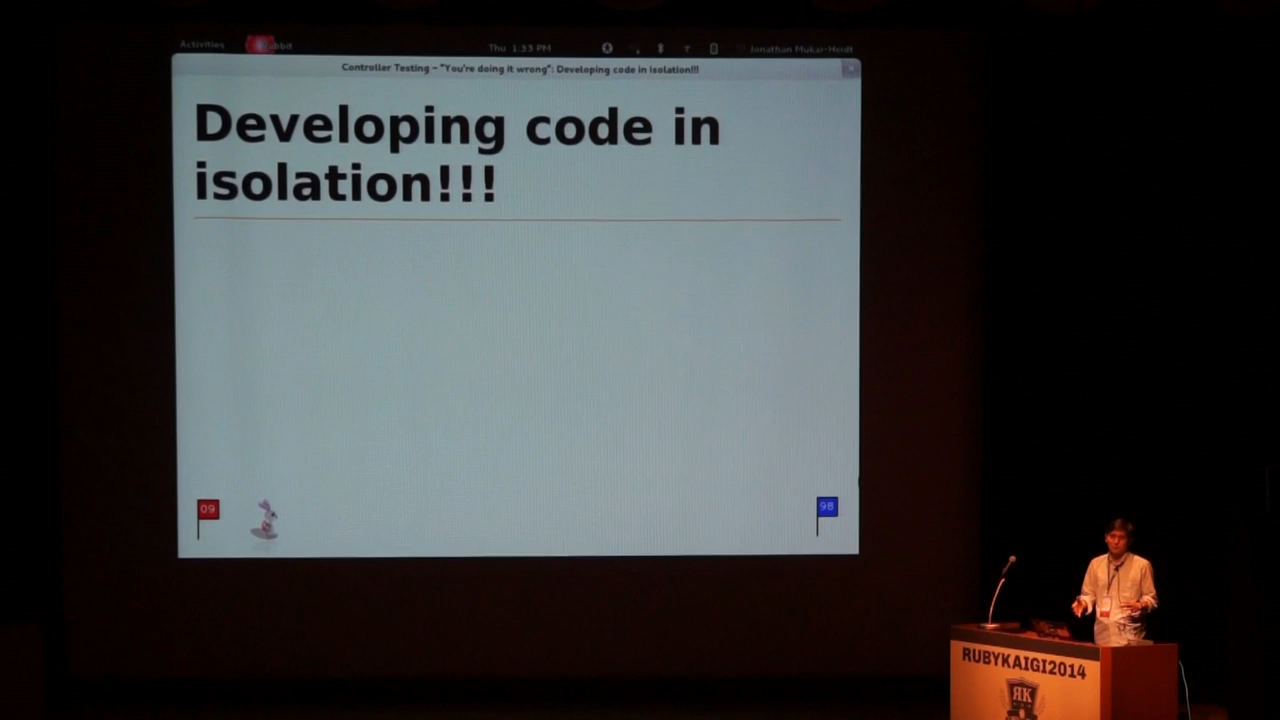 Activities
Thu 1:33 PM
Jonathan Mukai-Heidt
Controller Testing – "You're doing it wrong": Developing code in isolation!!!
Developing code in
isolation!!!
09
98
RUBYKAIGI2014
RK